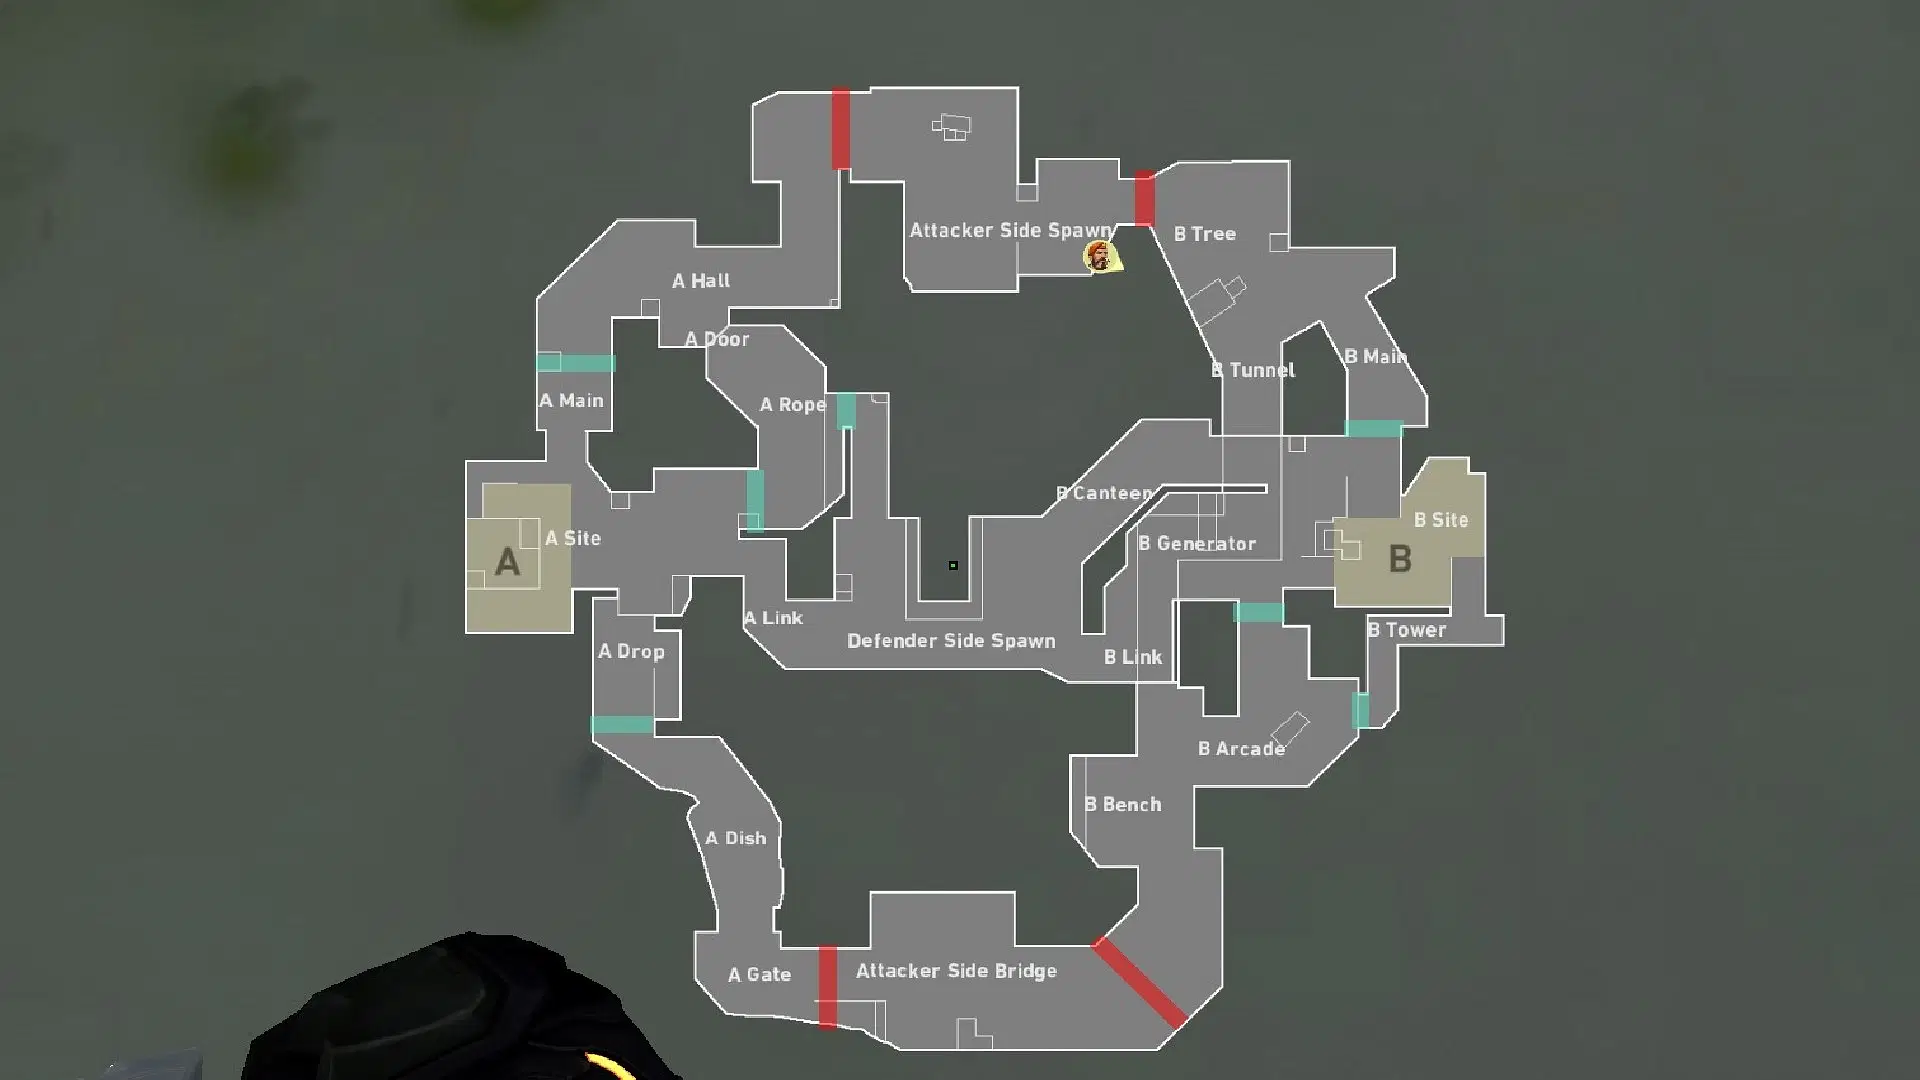 Attacker Side Spawn
B Tree
A Hall
A Door
B Main
B Tunnel
A Main
A Rope
B Canteen
B Site
A Site
B Generator
A
B
A Link
B Tower
Defender Side Spawn
A Drop
B Link
B Arcade
B Bench
A Dish
A Gate
Attacker Side Bridge